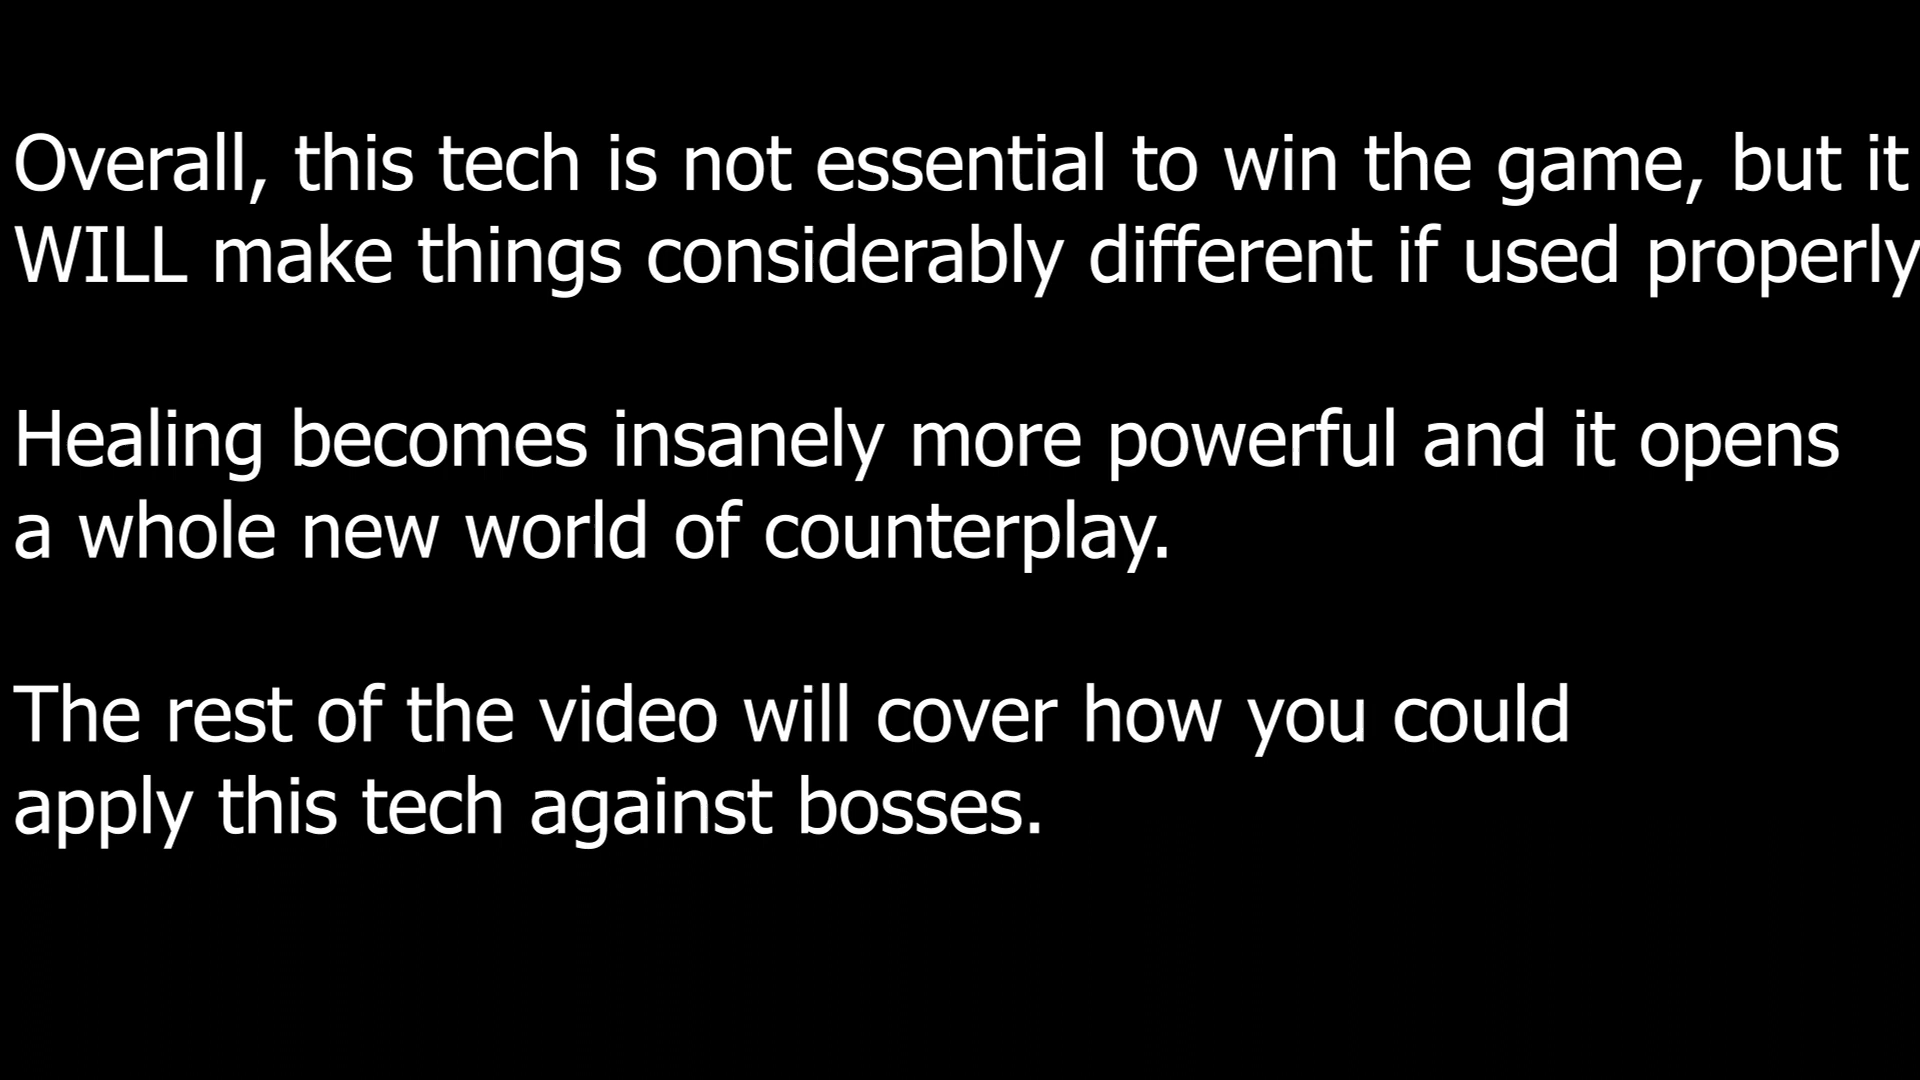 Overall, this tech is not essential to win the game, but it
WILL make things considerably different if used properly
Healing becomes insanely more powerful and it opens
a whole new world of counterplay.
The rest of the video will cover how you could
apply this tech against bosses.